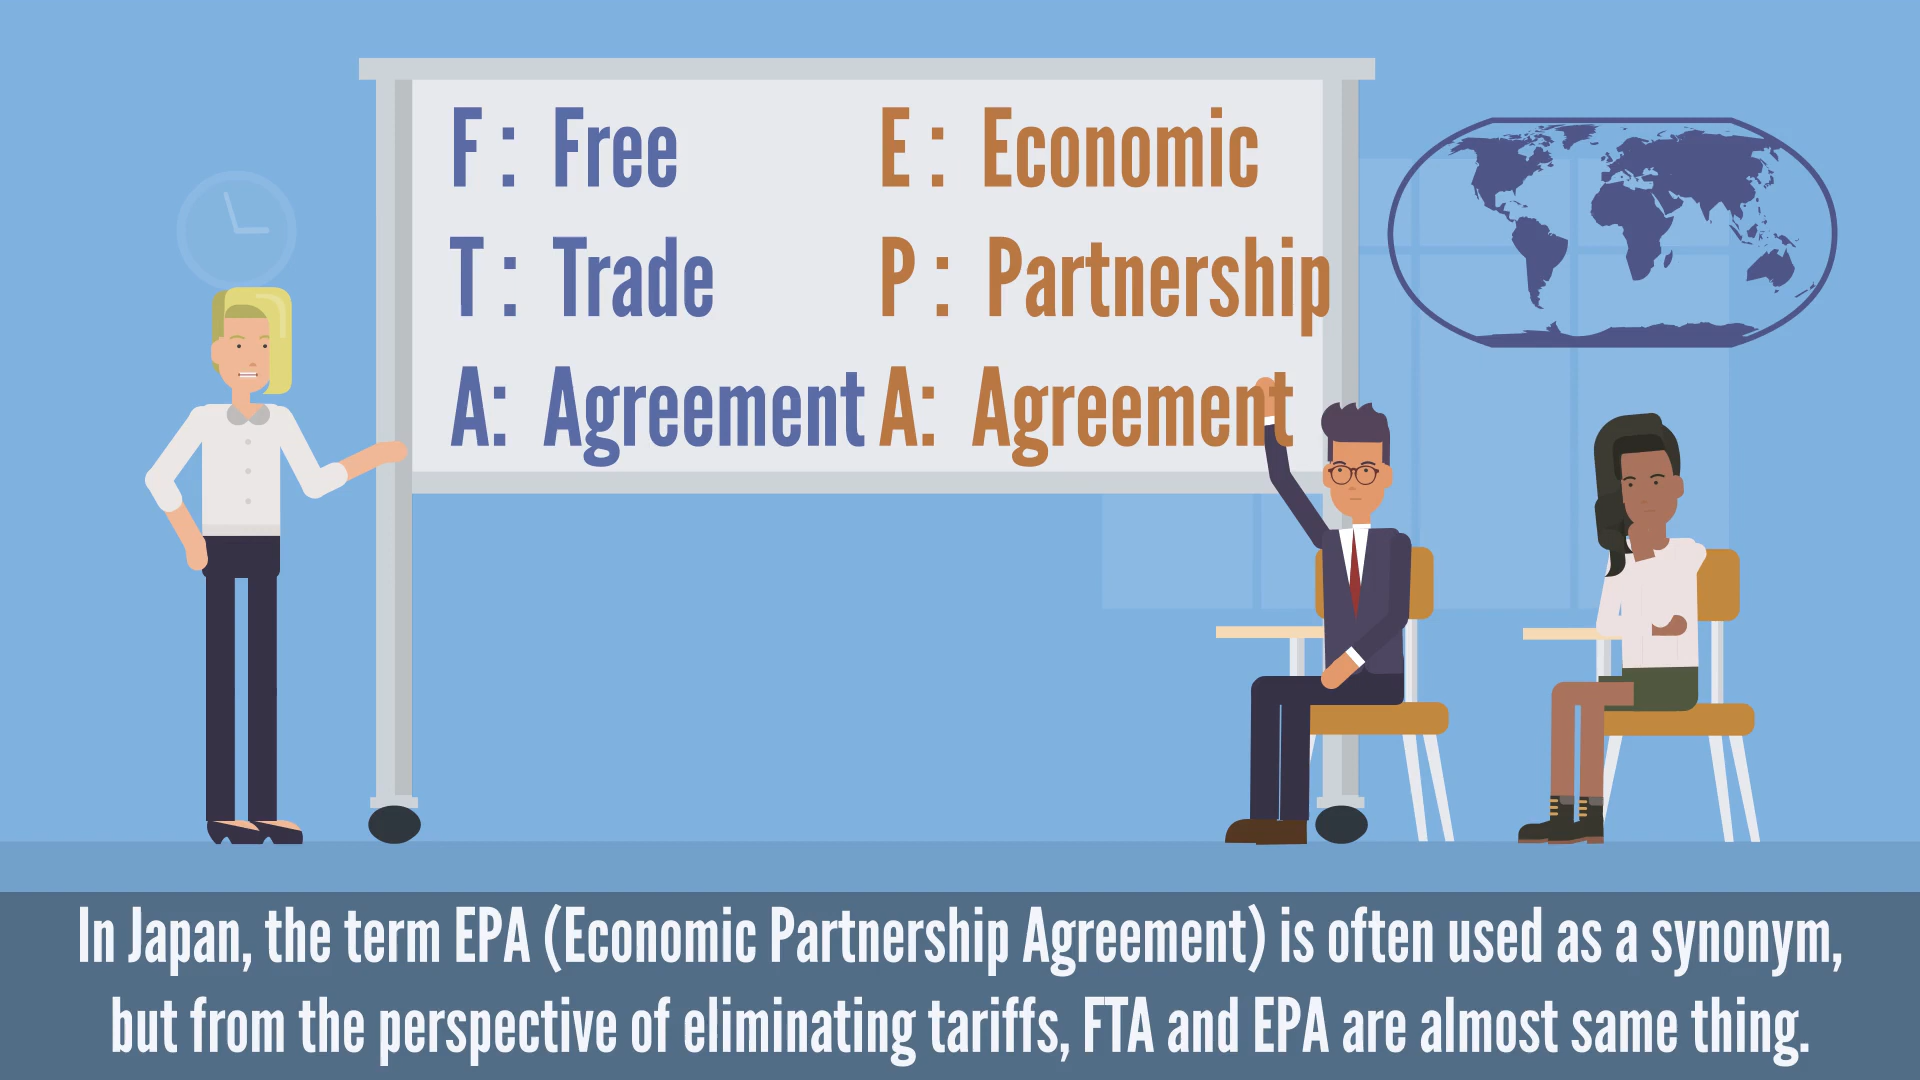 F : Free
T : Trade
A: Agreement
E : Economic
P : Partnership
A: Agreement
In Japan, the term EPA (Economic Partnership Agreement) is often used as a synonym,
but from the perspective of eliminating tariffs, FTA and EPA are almost same thing.